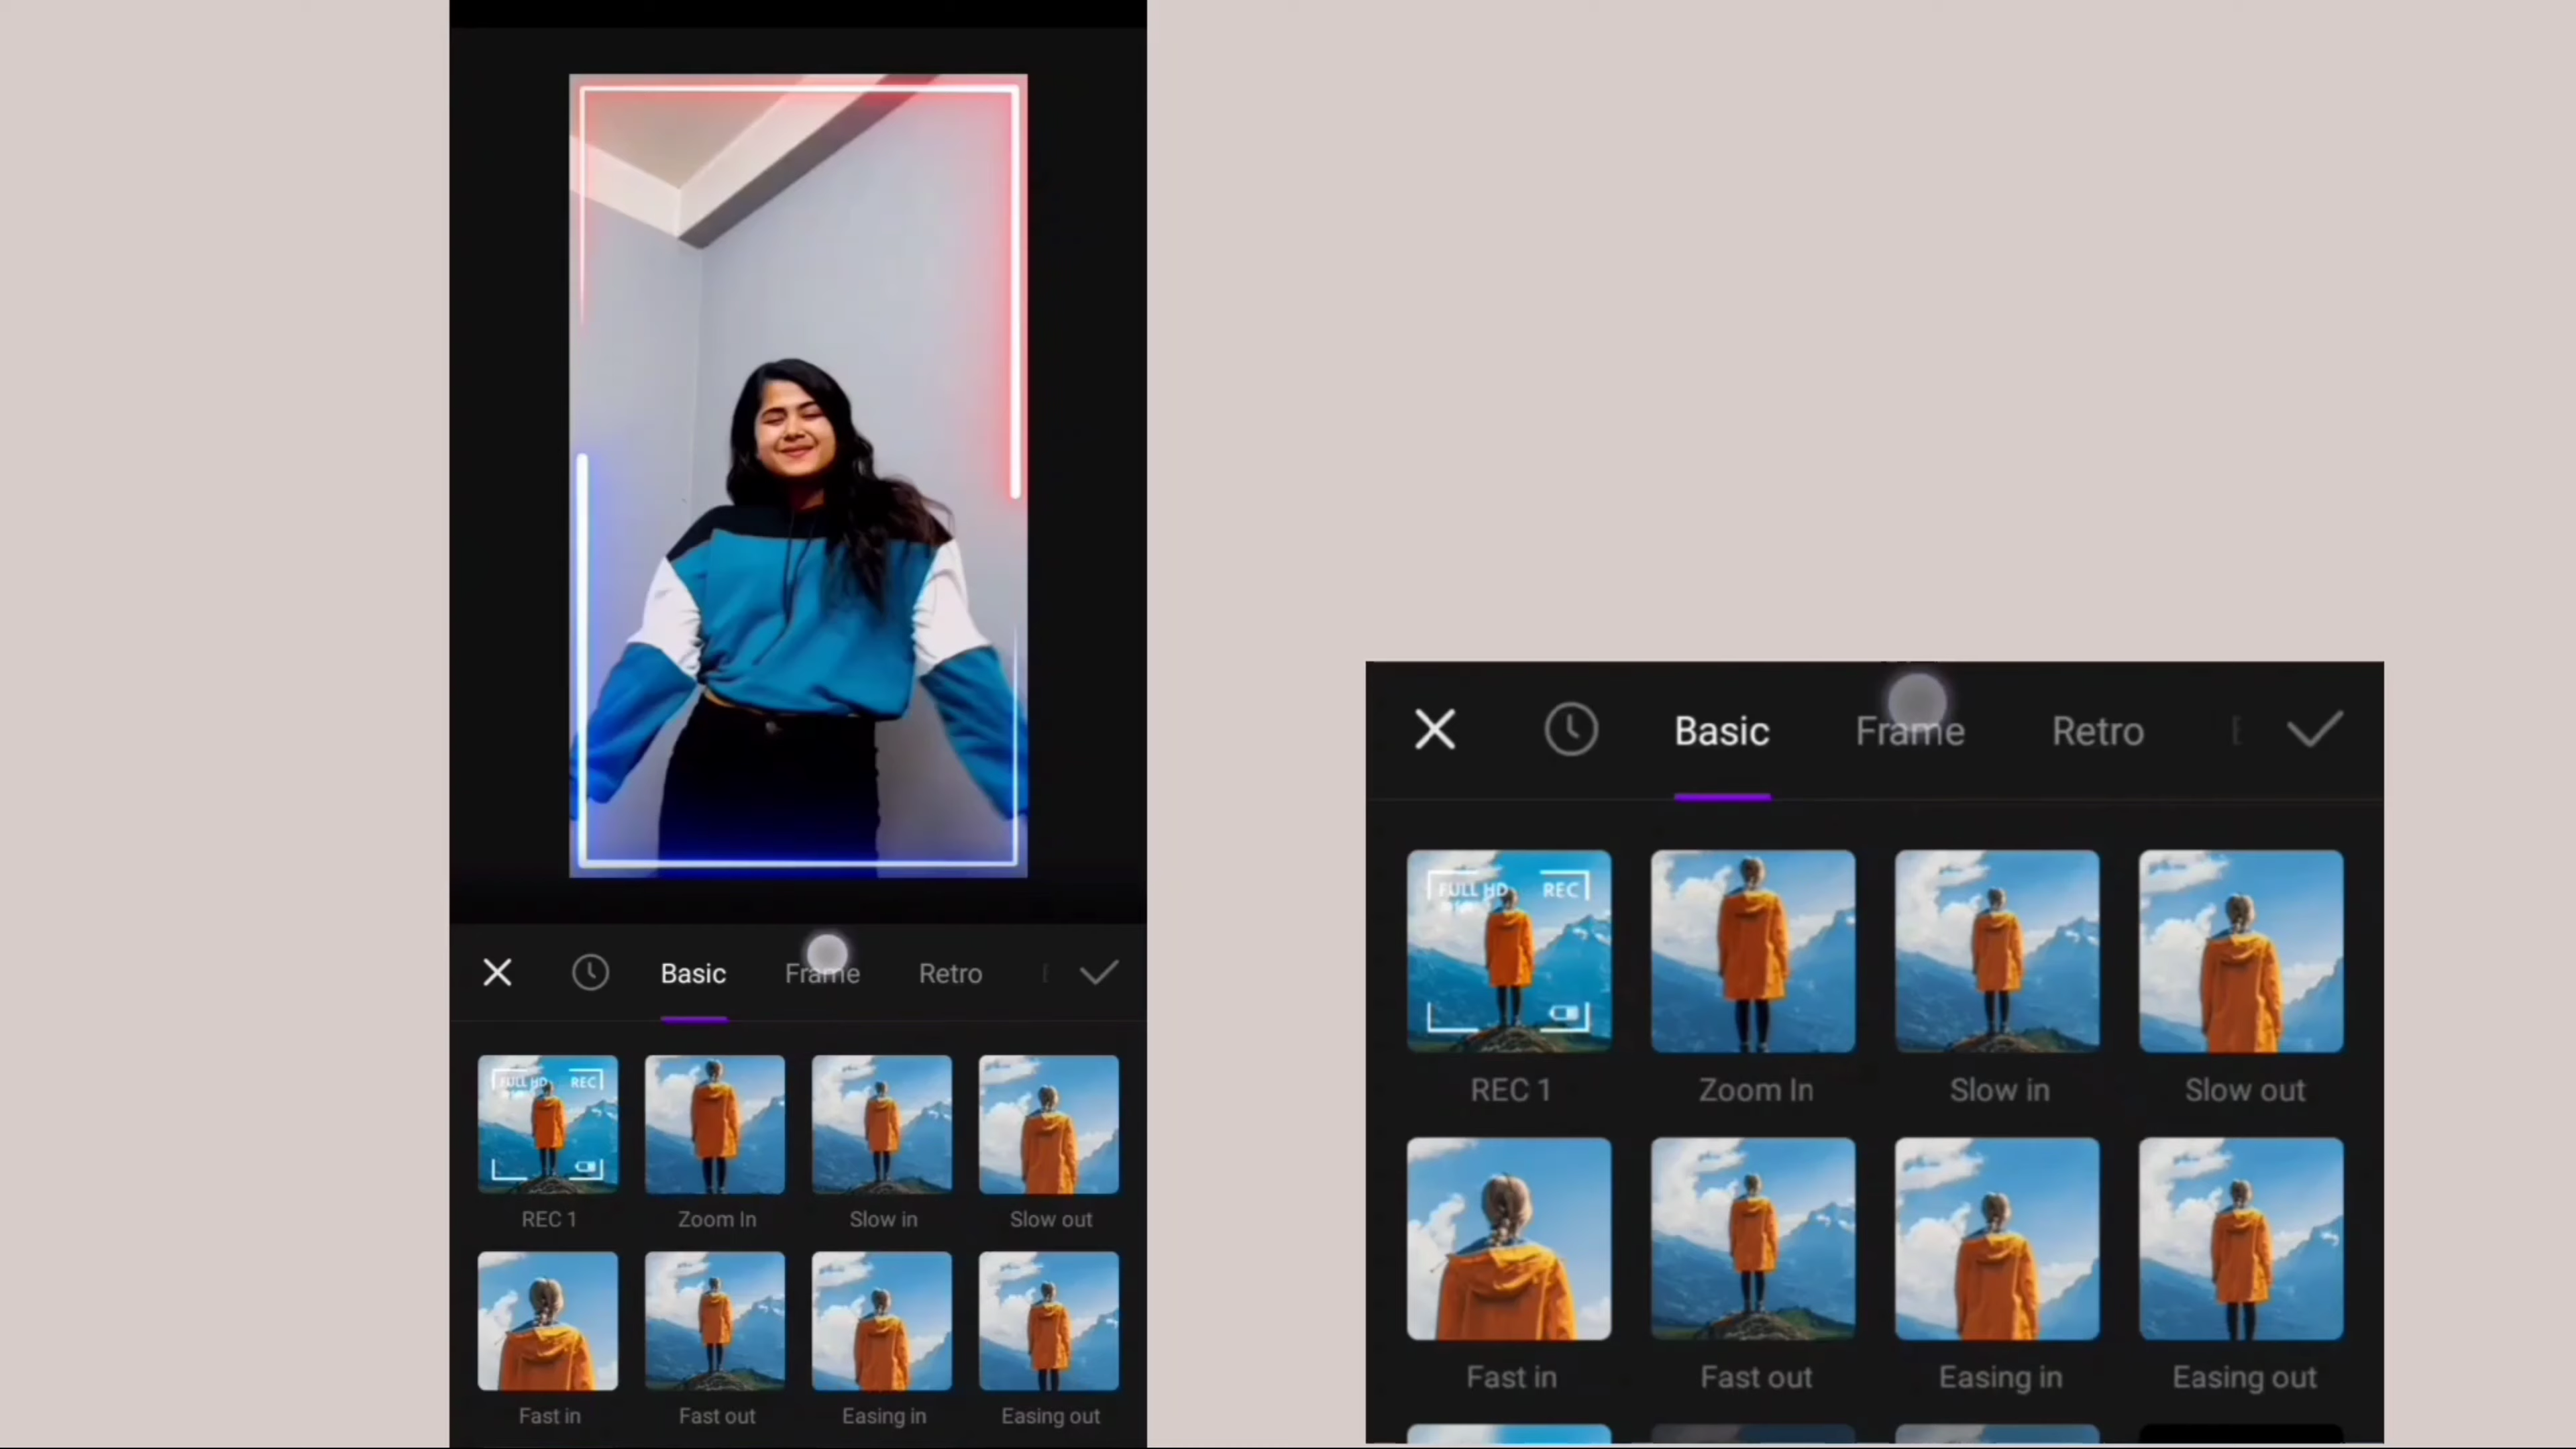 Basic Frame Retro
FULL HD REC
REC 1 Zoom In Slow in Slow out
Fast in Fast out Easing in Easing out
Basic Frame Retro
FULL HD REC
REC 1 Zoom In Slow in Slow out
Fast in Fast out Easing in Easing out